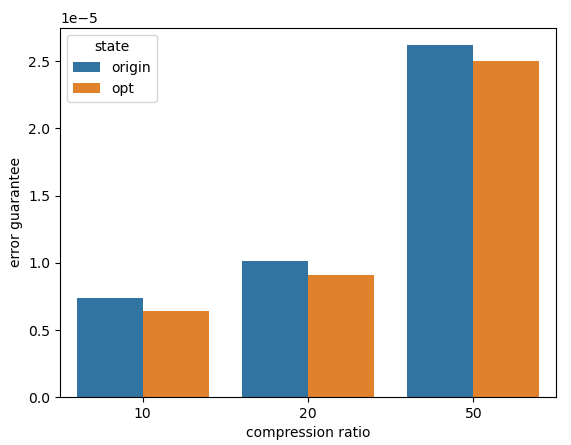 1e−5
state
origin
opt
2.5
2.0
1.5
1.0
0.5
0.0
error guarantee
10 20 50
compression ratio